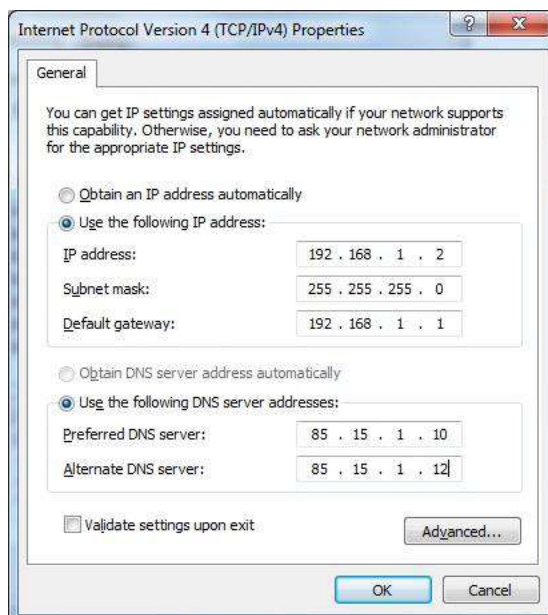 Internet Protocol Version 4 (TCP/IPv4) Properties
General
You can get IP settings assigned automatically if your network supports
this capability. Otherwise, you need to ask your network administrator
for the appropriate IP settings.
Obtain an IP address automatically
Use the following IP address:
IP address: 192 . 168 . 1 . 2
Subnet mask: 255 . 255 . 255 . 0
Default gateway: 192 . 168 . 1 . 1
Obtain DNS server address automatically
Use the following DNS server addresses:
Preferred DNS server: 85 . 15 . 1 . 10
Alternate DNS server: 85 . 15 . 1 . 12
Validate settings upon exit
Advanced...
OK Cancel